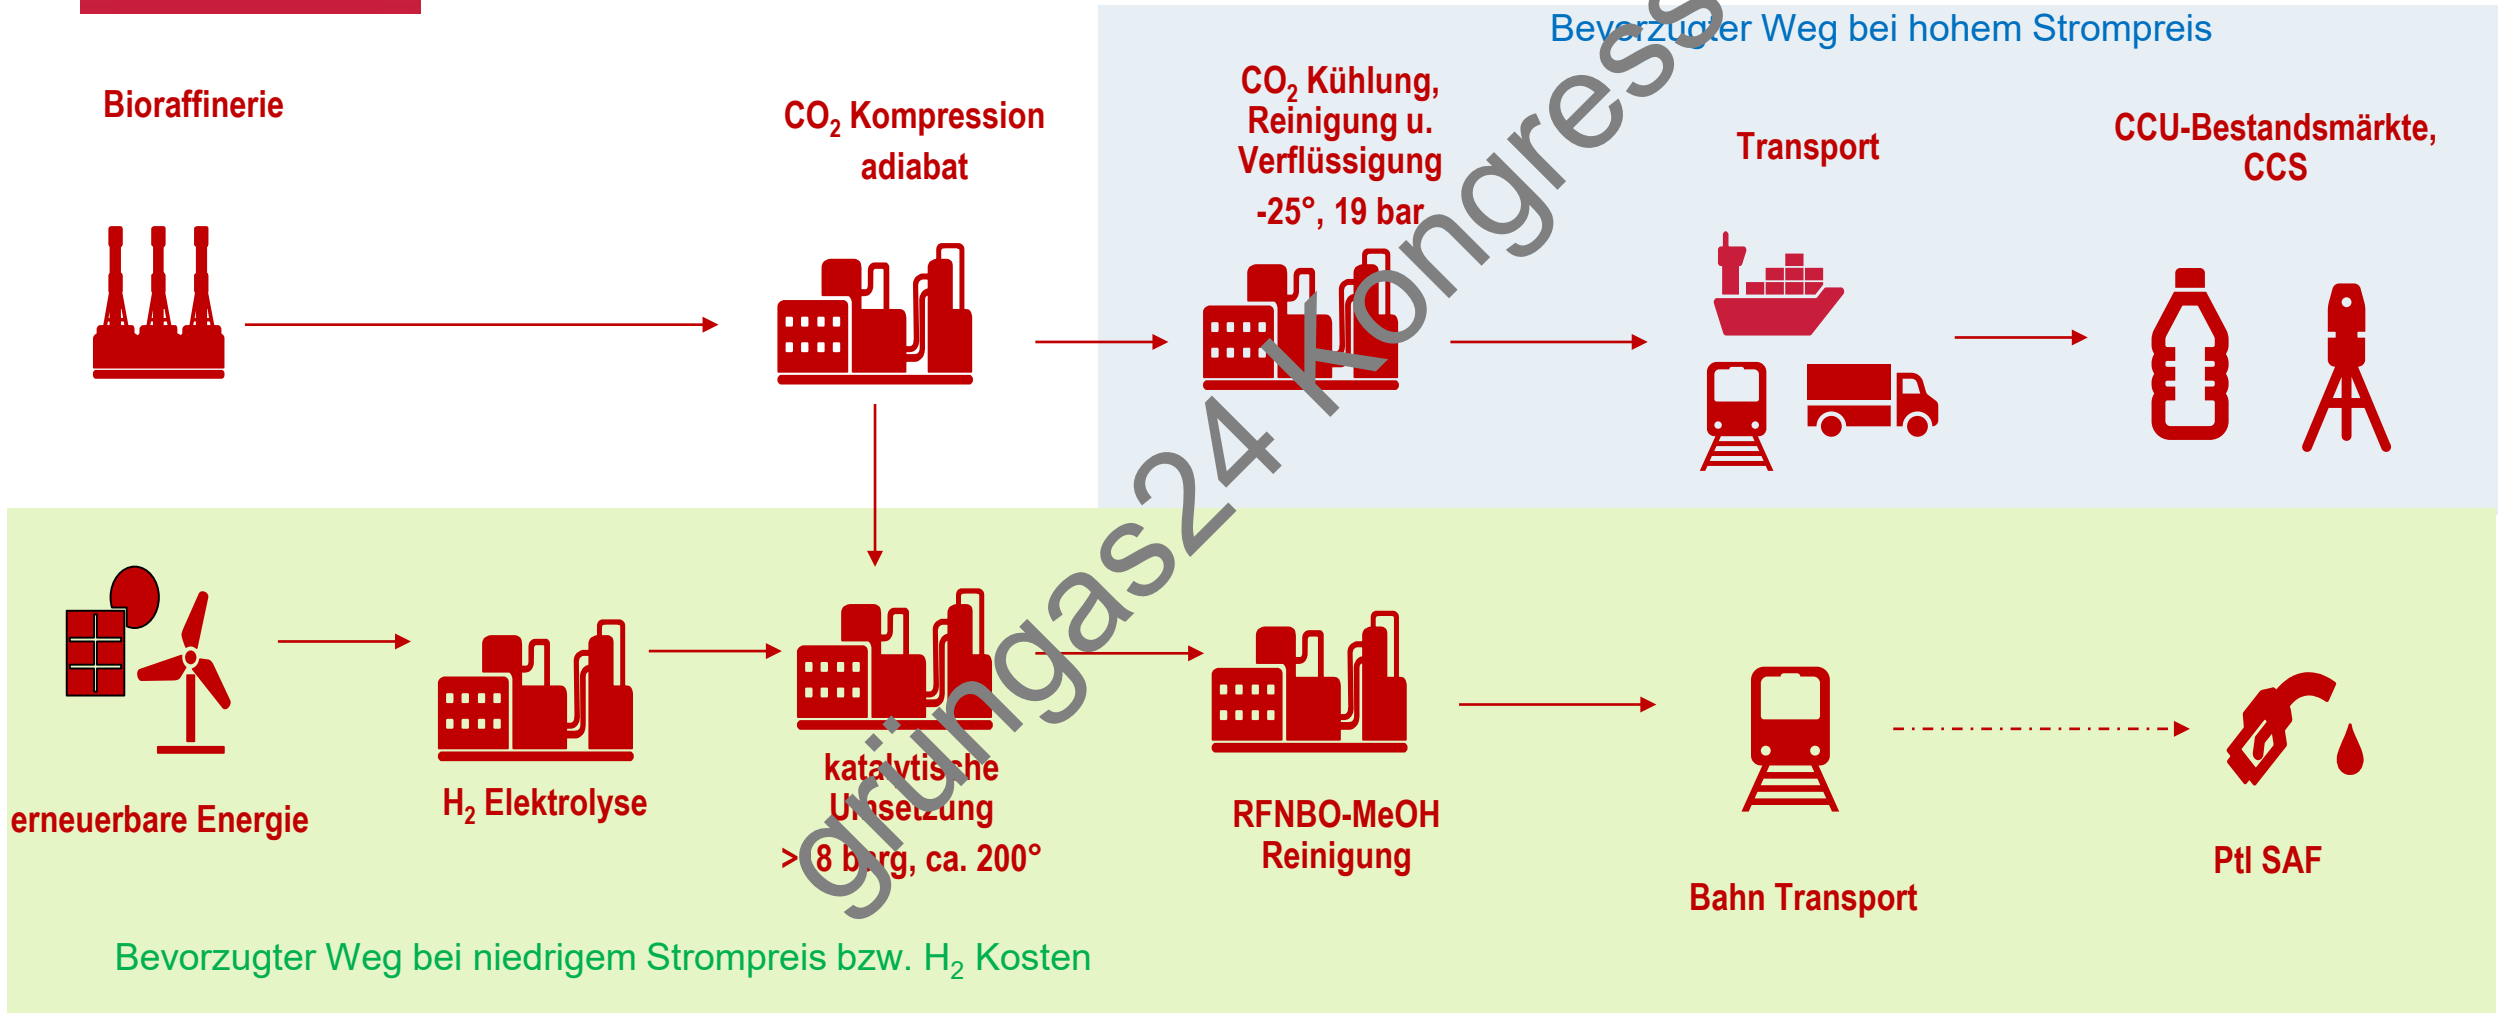 Bevorzugter Weg bei hohem Strompreis
Bioraffinerie
CO₂ Kompression
adiabat
CO₂ Kühlung,
Reinigung u.
Verflüssigung
-25°, 19 bar
Transport
CCU-Bestandsmärkte,
CCS
erneuerbare Energie
H₂ Elektrolyse
katalytische
Umsetzung
> 8 barg, ca. 200°
RFNBO-MeOH
Reinigung
Bahn Transport
PtI SAF
Bevorzugter Weg bei niedrigem Strompreis bzw. H₂ Kosten
grüngas24 Kongress